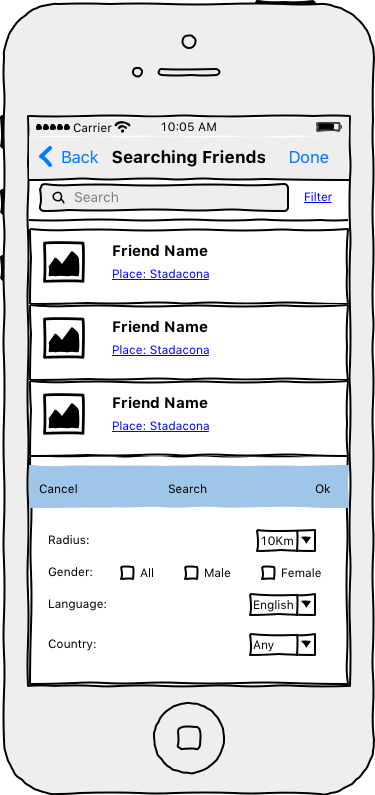 Carrier 10:05 AM
Back Searching Friends Done
Search Filter
Friend Name
Place: Stadacona
Friend Name
Place: Stadacona
Friend Name
Place: Stadacona
Cancel Search Ok
Radius: 10Km
Gender: All Male Female
Language: English
Country: Any